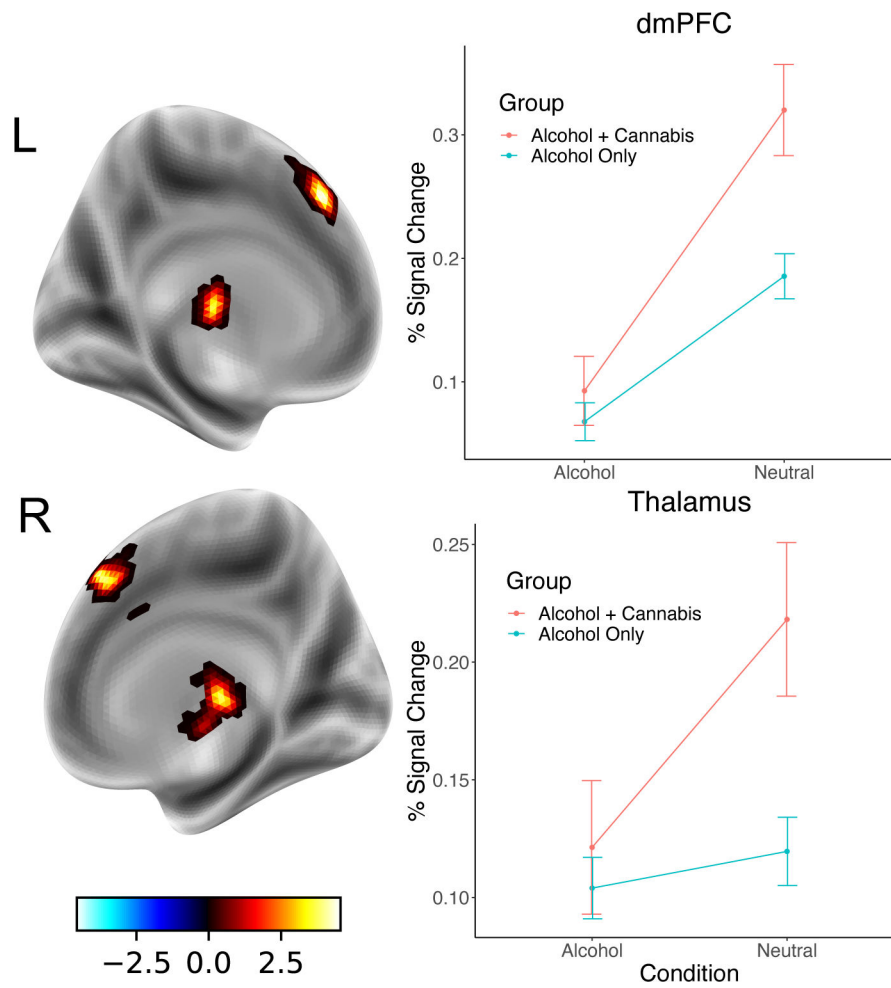 L
dmPFC
% Signal Change
0.3
0.2
0.1
Group
Alcohol + Cannabis
Alcohol Only
Alcohol Neutral
R
Thalamus
% Signal Change
0.25
0.20
0.15
0.10
Group
Alcohol + Cannabis
Alcohol Only
Alcohol Neutral
Condition
−2.5 0.0 2.5